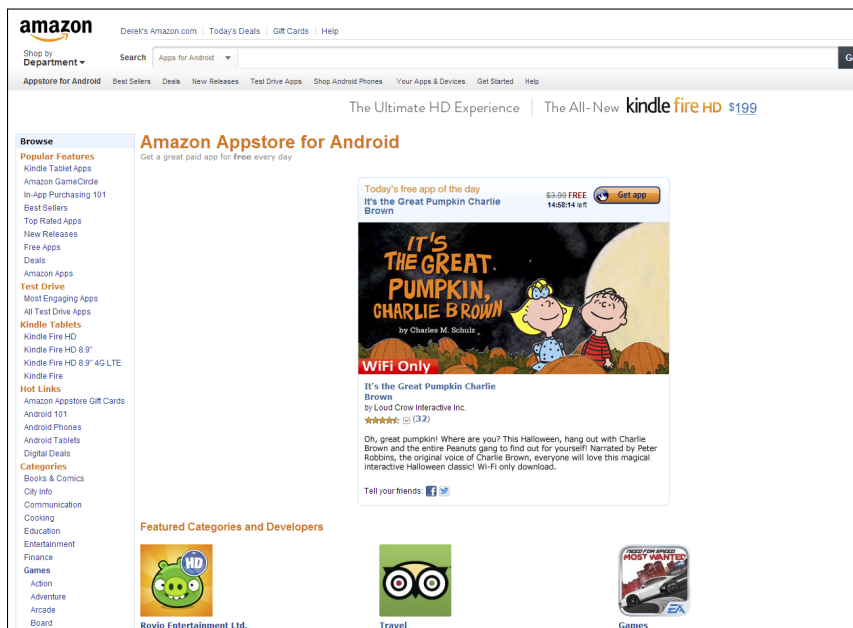 amazon
Derek's Amazon.com | Today's Deals | Gift Cards | Help
Shop by
Department
Search
Apps for Android
Appstore for Android
Best Sellers
Deals
New Releases
Test Drive Apps
Shop Android Phones
Your Apps & Devices
Get Started
Help
The Ultimate HD Experience | The All-New kindle fire HD $199
Browse
Popular Features
Kindle Tablet Apps
Amazon GameCircle
In-App Purchasing 101
Best Sellers
Top Rated Apps
New Releases
Free Apps
Deals
Amazon Apps
Test Drive
Most Engaging Apps
All Test Drive Apps
Kindle Tablets
Kindle Fire HD
Kindle Fire HD 8.9"
Kindle Fire HD 8.9" 4G LTE
Kindle Fire
Hot Links
Amazon Appstore Gift Cards
Android 101
Android Phones
Android Tablets
Digital Deals
Categories
Books & Comics
City Info
Communication
Cooking
Education
Entertainment
Finance
Games
Action
Adventure
Arcade
Board
Amazon Appstore for Android
Get a great paid app for free every day
Today's free app of the day
It's the Great Pumpkin Charlie
Brown
$3.99 FREE
14:58:14 left
Get app
IT'S
THE GREAT
PUMPKIN,
CHARLIE BROWN
by Charles M. Schulz
WiFi Only
It's the Great Pumpkin Charlie
Brown
by Loud Crow Interactive Inc.
(32)
Oh, great pumpkin! Where are you? This Halloween, hang out with Charlie
Brown and the entire Peanuts gang to find out for yourself! Narrated by Peter
Robbins, the original voice of Charlie Brown, everyone will love this magical
interactive Halloween classic! Wi-Fi only download.
Tell your friends:
Featured Categories and Developers
HD
NEED FOR SPEED
MOST WANTED
EA
Rovio Entertainment Ltd.
Travel
Games